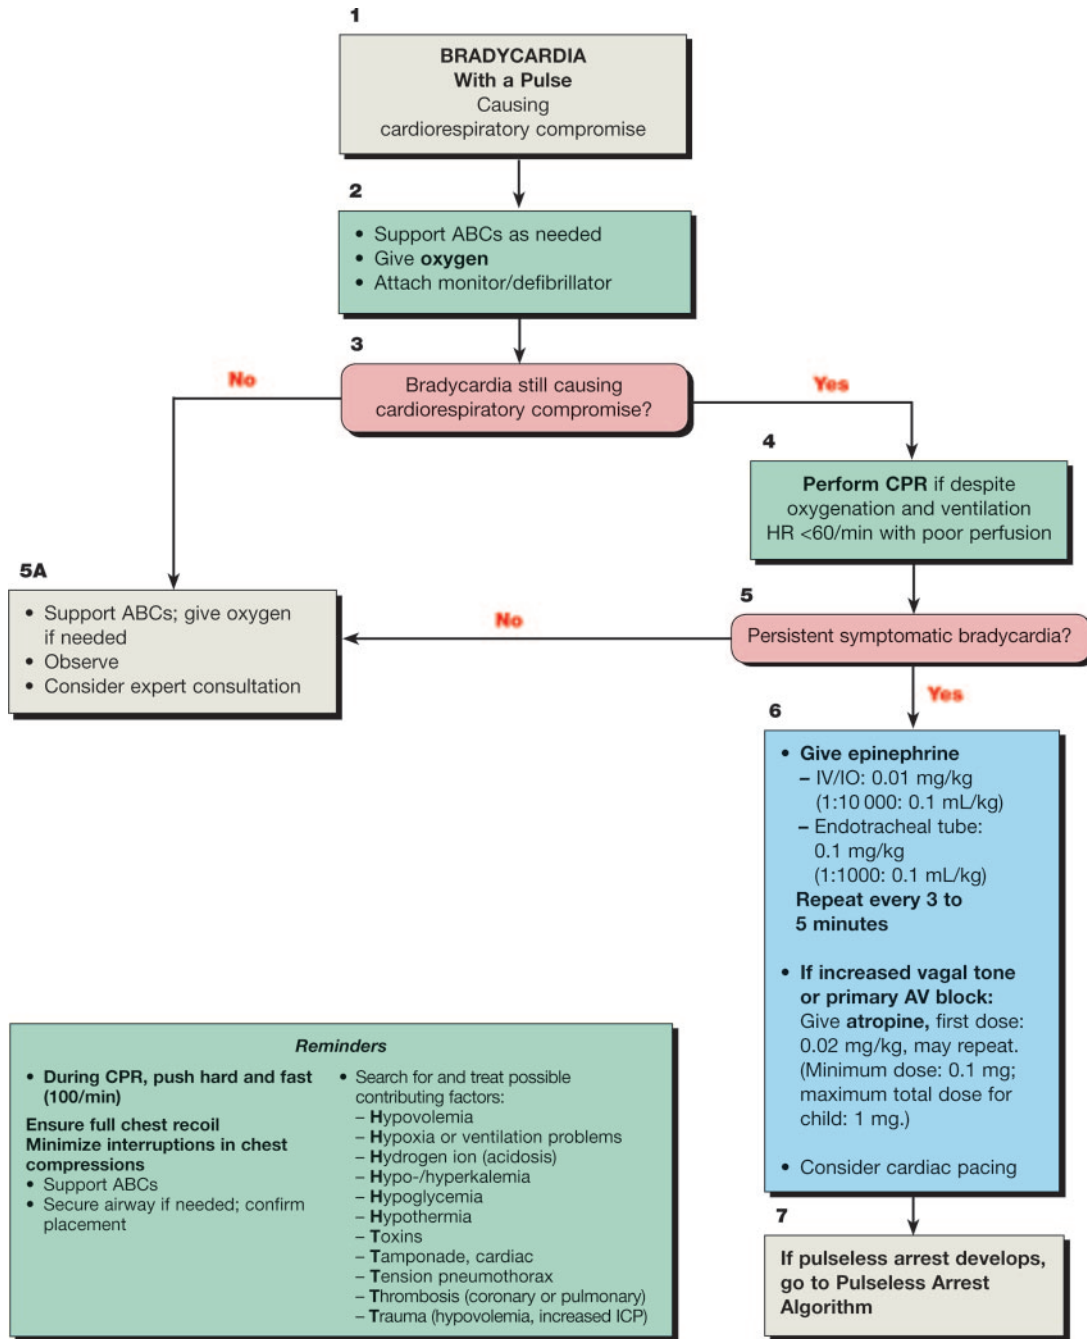 1
BRADYCARDIA
With a Pulse
Causing
cardiorespiratory compromise
2
• Support ABCs as needed
• Give oxygen
• Attach monitor/defibrillator
3
Bradycardia still causing
cardiorespiratory compromise?
No
Yes
4
Perform CPR if despite
oxygenation and ventilation
HR <60/min with poor perfusion
5A
• Support ABCs; give oxygen
if needed
• Observe
• Consider expert consultation
No
5
Persistent symptomatic bradycardia?
Yes
6
• Give epinephrine
– IV/IO: 0.01 mg/kg
(1:10 000: 0.1 mL/kg)
– Endotracheal tube:
0.1 mg/kg
(1:1000: 0.1 mL/kg)
Repeat every 3 to
5 minutes
• If increased vagal tone
or primary AV block:
Give atropine, first dose:
0.02 mg/kg, may repeat.
(Minimum dose: 0.1 mg;
maximum total dose for
child: 1 mg.)
• Consider cardiac pacing
7
If pulseless arrest develops,
go to Pulseless Arrest
Algorithm
Reminders
• During CPR, push hard and fast
(100/min)
Ensure full chest recoil
Minimize interruptions in chest
compressions
• Support ABCs
• Secure airway if needed; confirm
placement
• Search for and treat possible
contributing factors:
– Hypovolemia
– Hypoxia or ventilation problems
– Hydrogen ion (acidosis)
– Hypo-/hyperkalemia
– Hypoglycemia
– Hypothermia
– Toxins
– Tamponade, cardiac
– Tension pneumothorax
– Thrombosis (coronary or pulmonary)
– Trauma (hypovolemia, increased ICP)